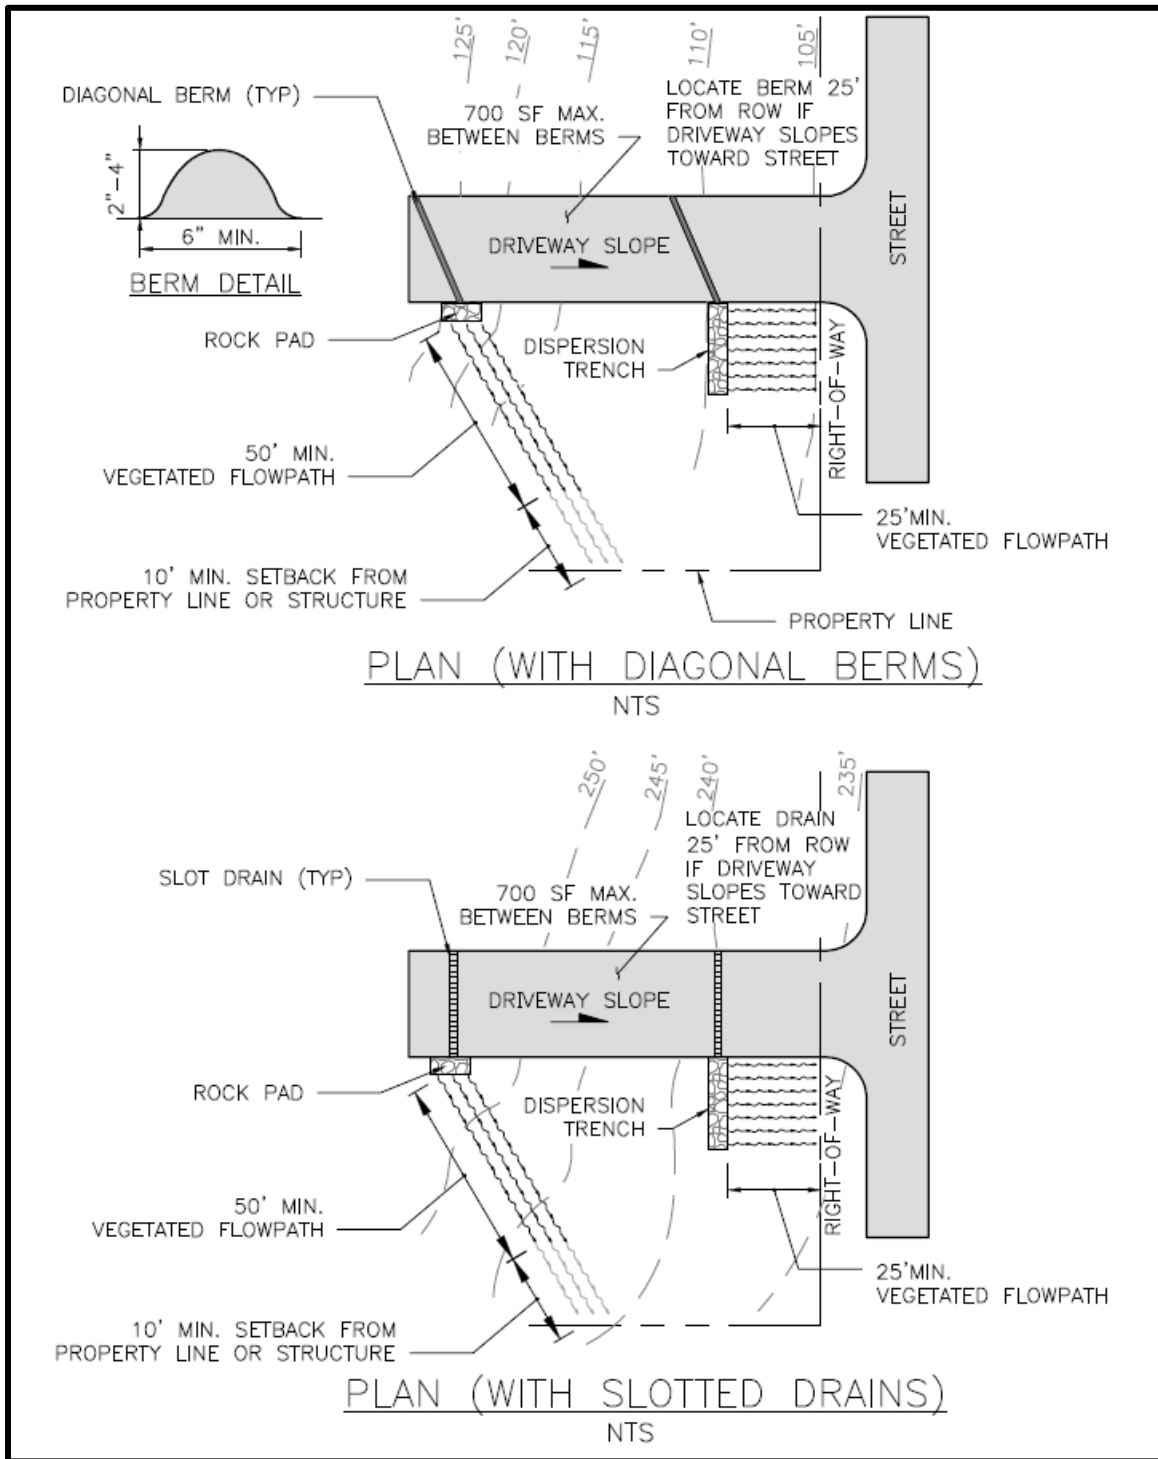 125'
120'
115'
110'
105'
DIAGONAL BERM (TYP)
700 SF MAX.
BETWEEN BERMS
LOCATE BERM 25'
FROM ROW IF
DRIVEWAY SLOPES
TOWARD STREET
2"-4"
6" MIN.
BERM DETAIL
DRIVEWAY SLOPE
STREET
ROCK PAD
DISPERSION
TRENCH
RIGHT-OF-WAY
50' MIN.
VEGETATED FLOWPATH
25'MIN.
VEGETATED FLOWPATH
10' MIN. SETBACK FROM
PROPERTY LINE OR STRUCTURE
PROPERTY LINE
PLAN (WITH DIAGONAL BERMS)
NTS
250'
245'
240'
235'
SLOT DRAIN (TYP)
700 SF MAX.
BETWEEN BERMS
LOCATE DRAIN
25' FROM ROW
IF DRIVEWAY
SLOPES TOWARD
STREET
DRIVEWAY SLOPE
STREET
ROCK PAD
DISPERSION
TRENCH
RIGHT-OF-WAY
50' MIN.
VEGETATED FLOWPATH
25'MIN.
VEGETATED FLOWPATH
10' MIN. SETBACK FROM
PROPERTY LINE OR STRUCTURE
PLAN (WITH SLOTTED DRAINS)
NTS